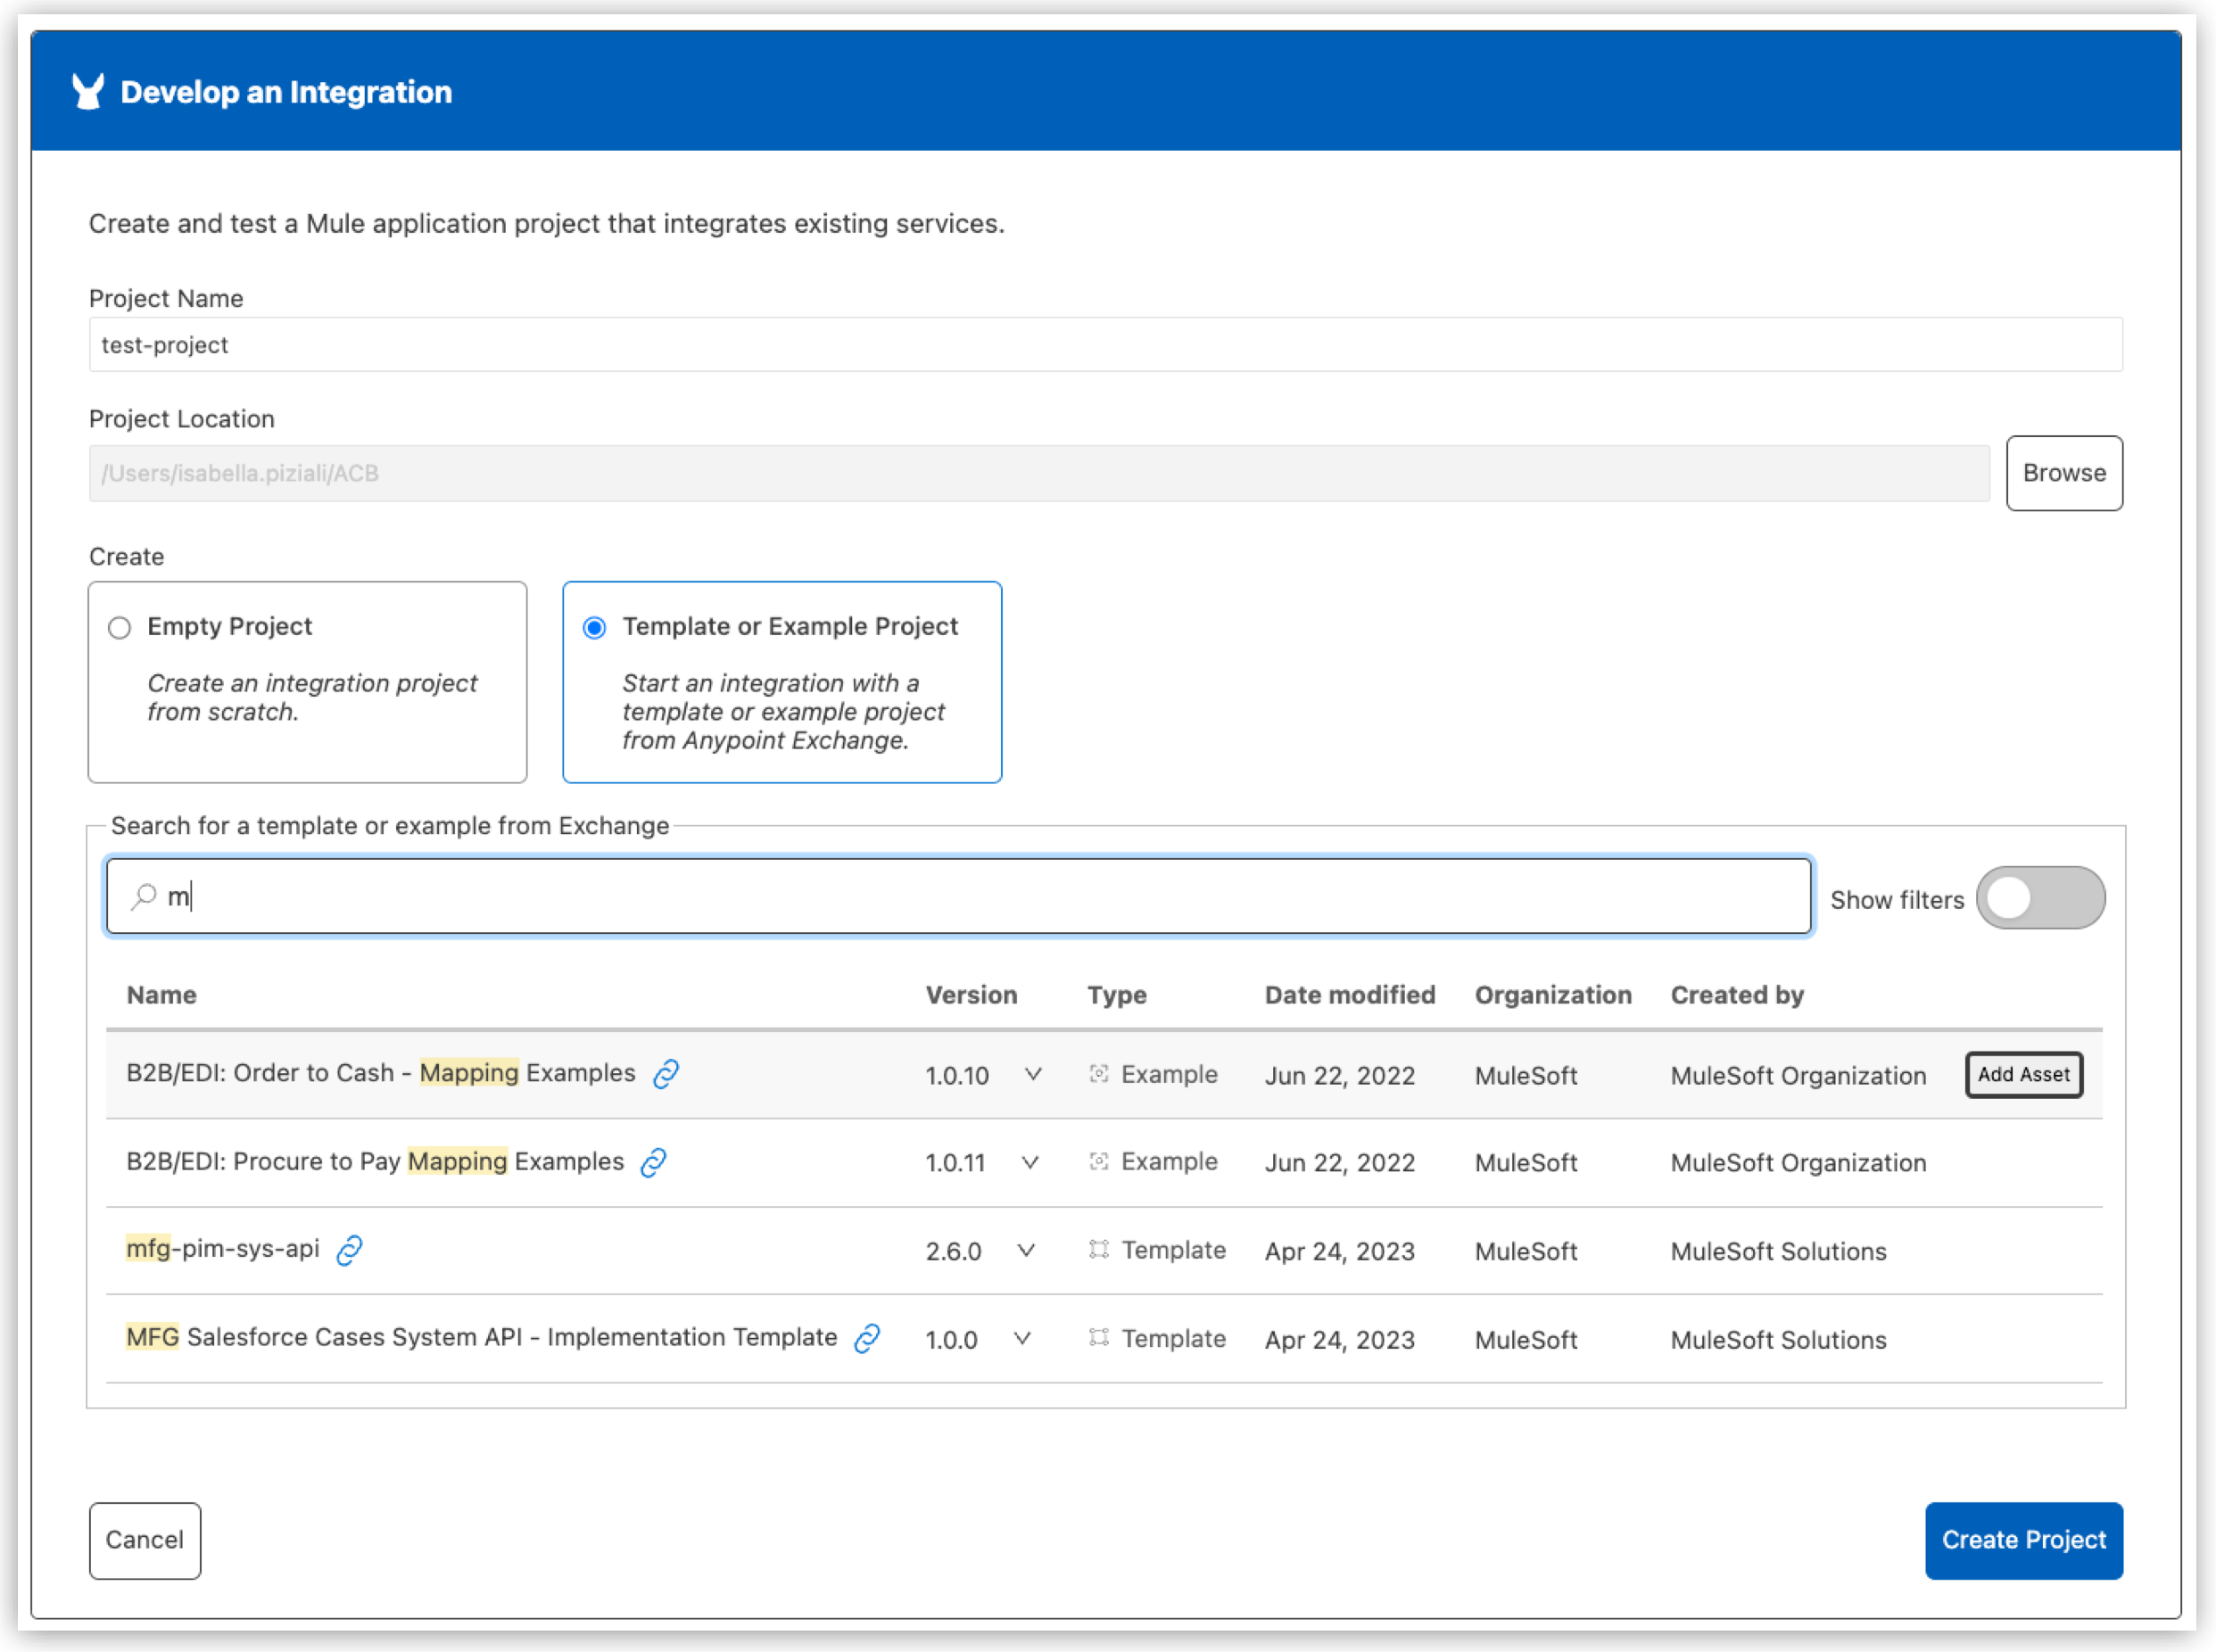 Develop an Integration
Create and test a Mule application project that integrates existing services.
Project Name
test-project
Project Location
/Users/isabella.piziali/ACB
Browse
Create
Empty Project
Create an integration project
from scratch.
Template or Example Project
Start an integration with a
template or example project
from Anypoint Exchange.
Search for a template or example from Exchange
m
Show filters
Name Version Type Date modified Organization Created by
B2B/EDI: Order to Cash - Mapping Examples 1.0.10 Example Jun 22, 2022 MuleSoft MuleSoft Organization Add Asset
B2B/EDI: Procure to Pay Mapping Examples 1.0.11 Example Jun 22, 2022 MuleSoft MuleSoft Organization
mfg-pim-sys-api 2.6.0 Template Apr 24, 2023 MuleSoft MuleSoft Solutions
MFG Salesforce Cases System API - Implementation Template 1.0.0 Template Apr 24, 2023 MuleSoft MuleSoft Solutions
Cancel
Create Project